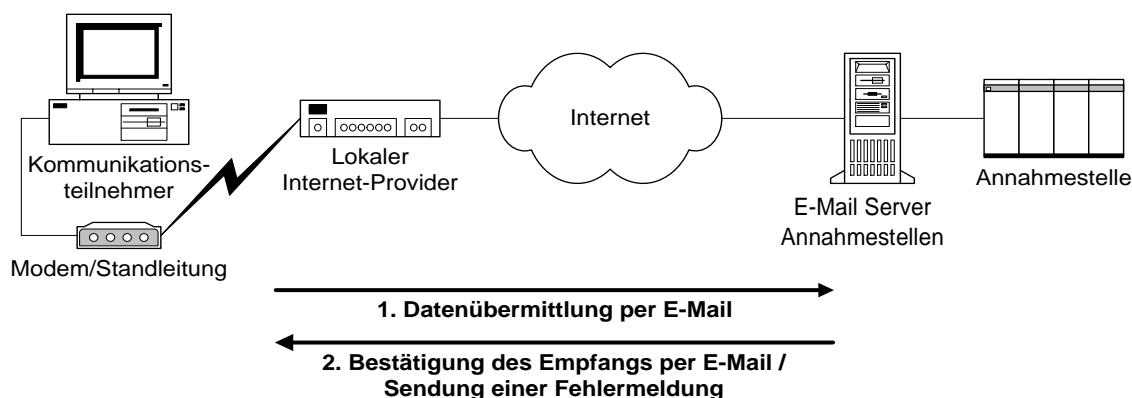 Kommunikations-
teilnehmer
Modem/Standleitung
Lokaler
Internet-Provider
Internet
E-Mail Server
Annahmestellen
Annahmestelle
1. Datenübermittlung per E-Mail
2. Bestätigung des Empfangs per E-Mail /
Sendung einer Fehlermeldung